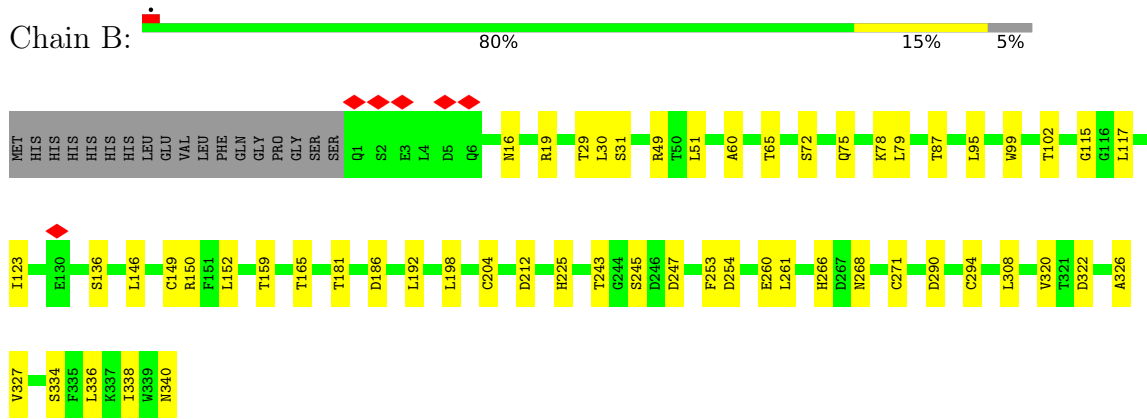 Chain B:
80% 15% 5%
MET HIS HIS HIS HIS HIS HIS LEU GLU VAL LEU PHE GLN GLY PRO GLY SER SER Q1 S2 E3 L4 D5 Q6 N16 R19 T29 L30 S31 R49 T50 L51 A60 T65 S72 Q75 K78 L79 T87 L95 W99 T102 G115 G116 L117
I123 E130 S136 L146 C149 R150 F151 L152 T159 T165 T181 D186 L192 L198 C204 D212 H225 T243 G244 S245 D246 D247 F253 D254 E260 L261 H266 D267 N268 C271 D290 C294 L308 V320 T321 D322 A326
V327 S334 F335 L336 K337 I338 W339 N340